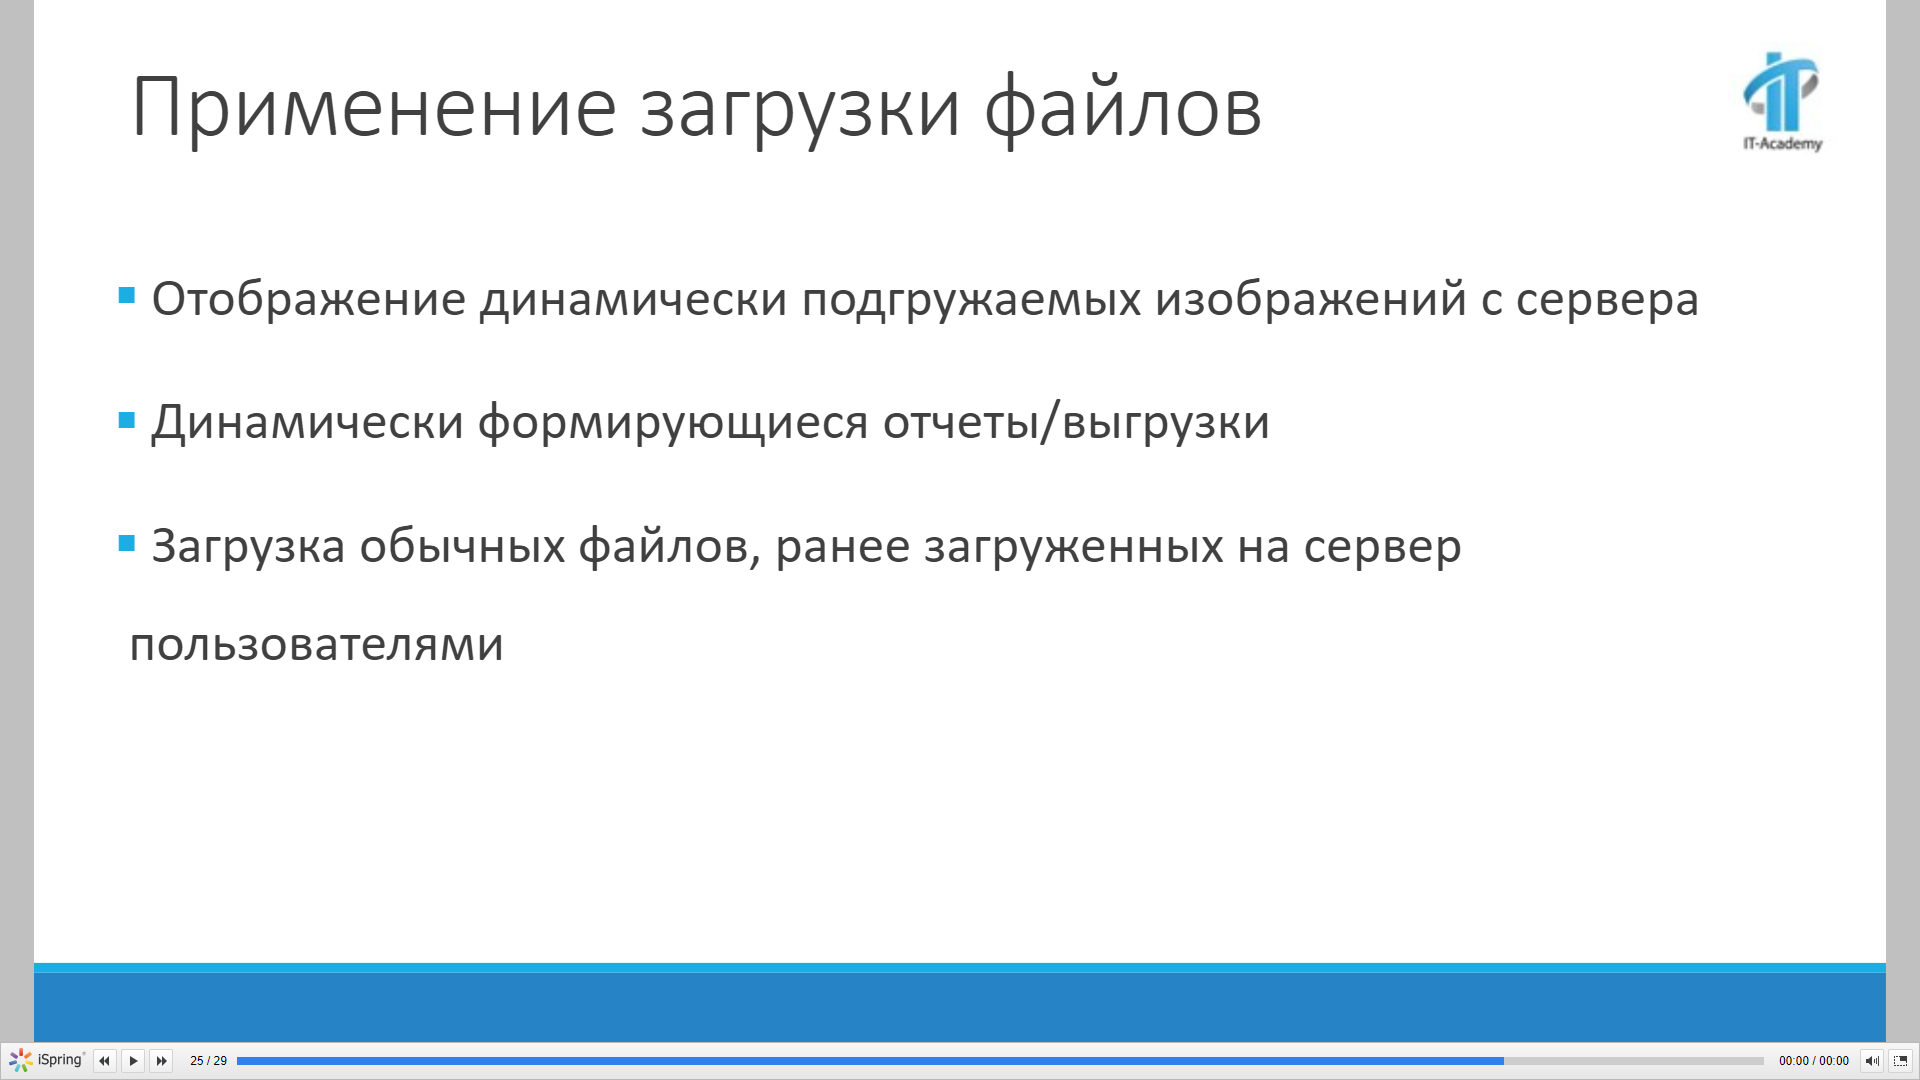 Применение загрузки файлов
IT-Academy
Отображение динамически подгружаемых изображений с сервера
Динамически формирующиеся отчеты/выгрузки
Загрузка обычных файлов, ранее загруженных на сервер
пользователями
iSpring
25 / 29
00:00 / 00:00